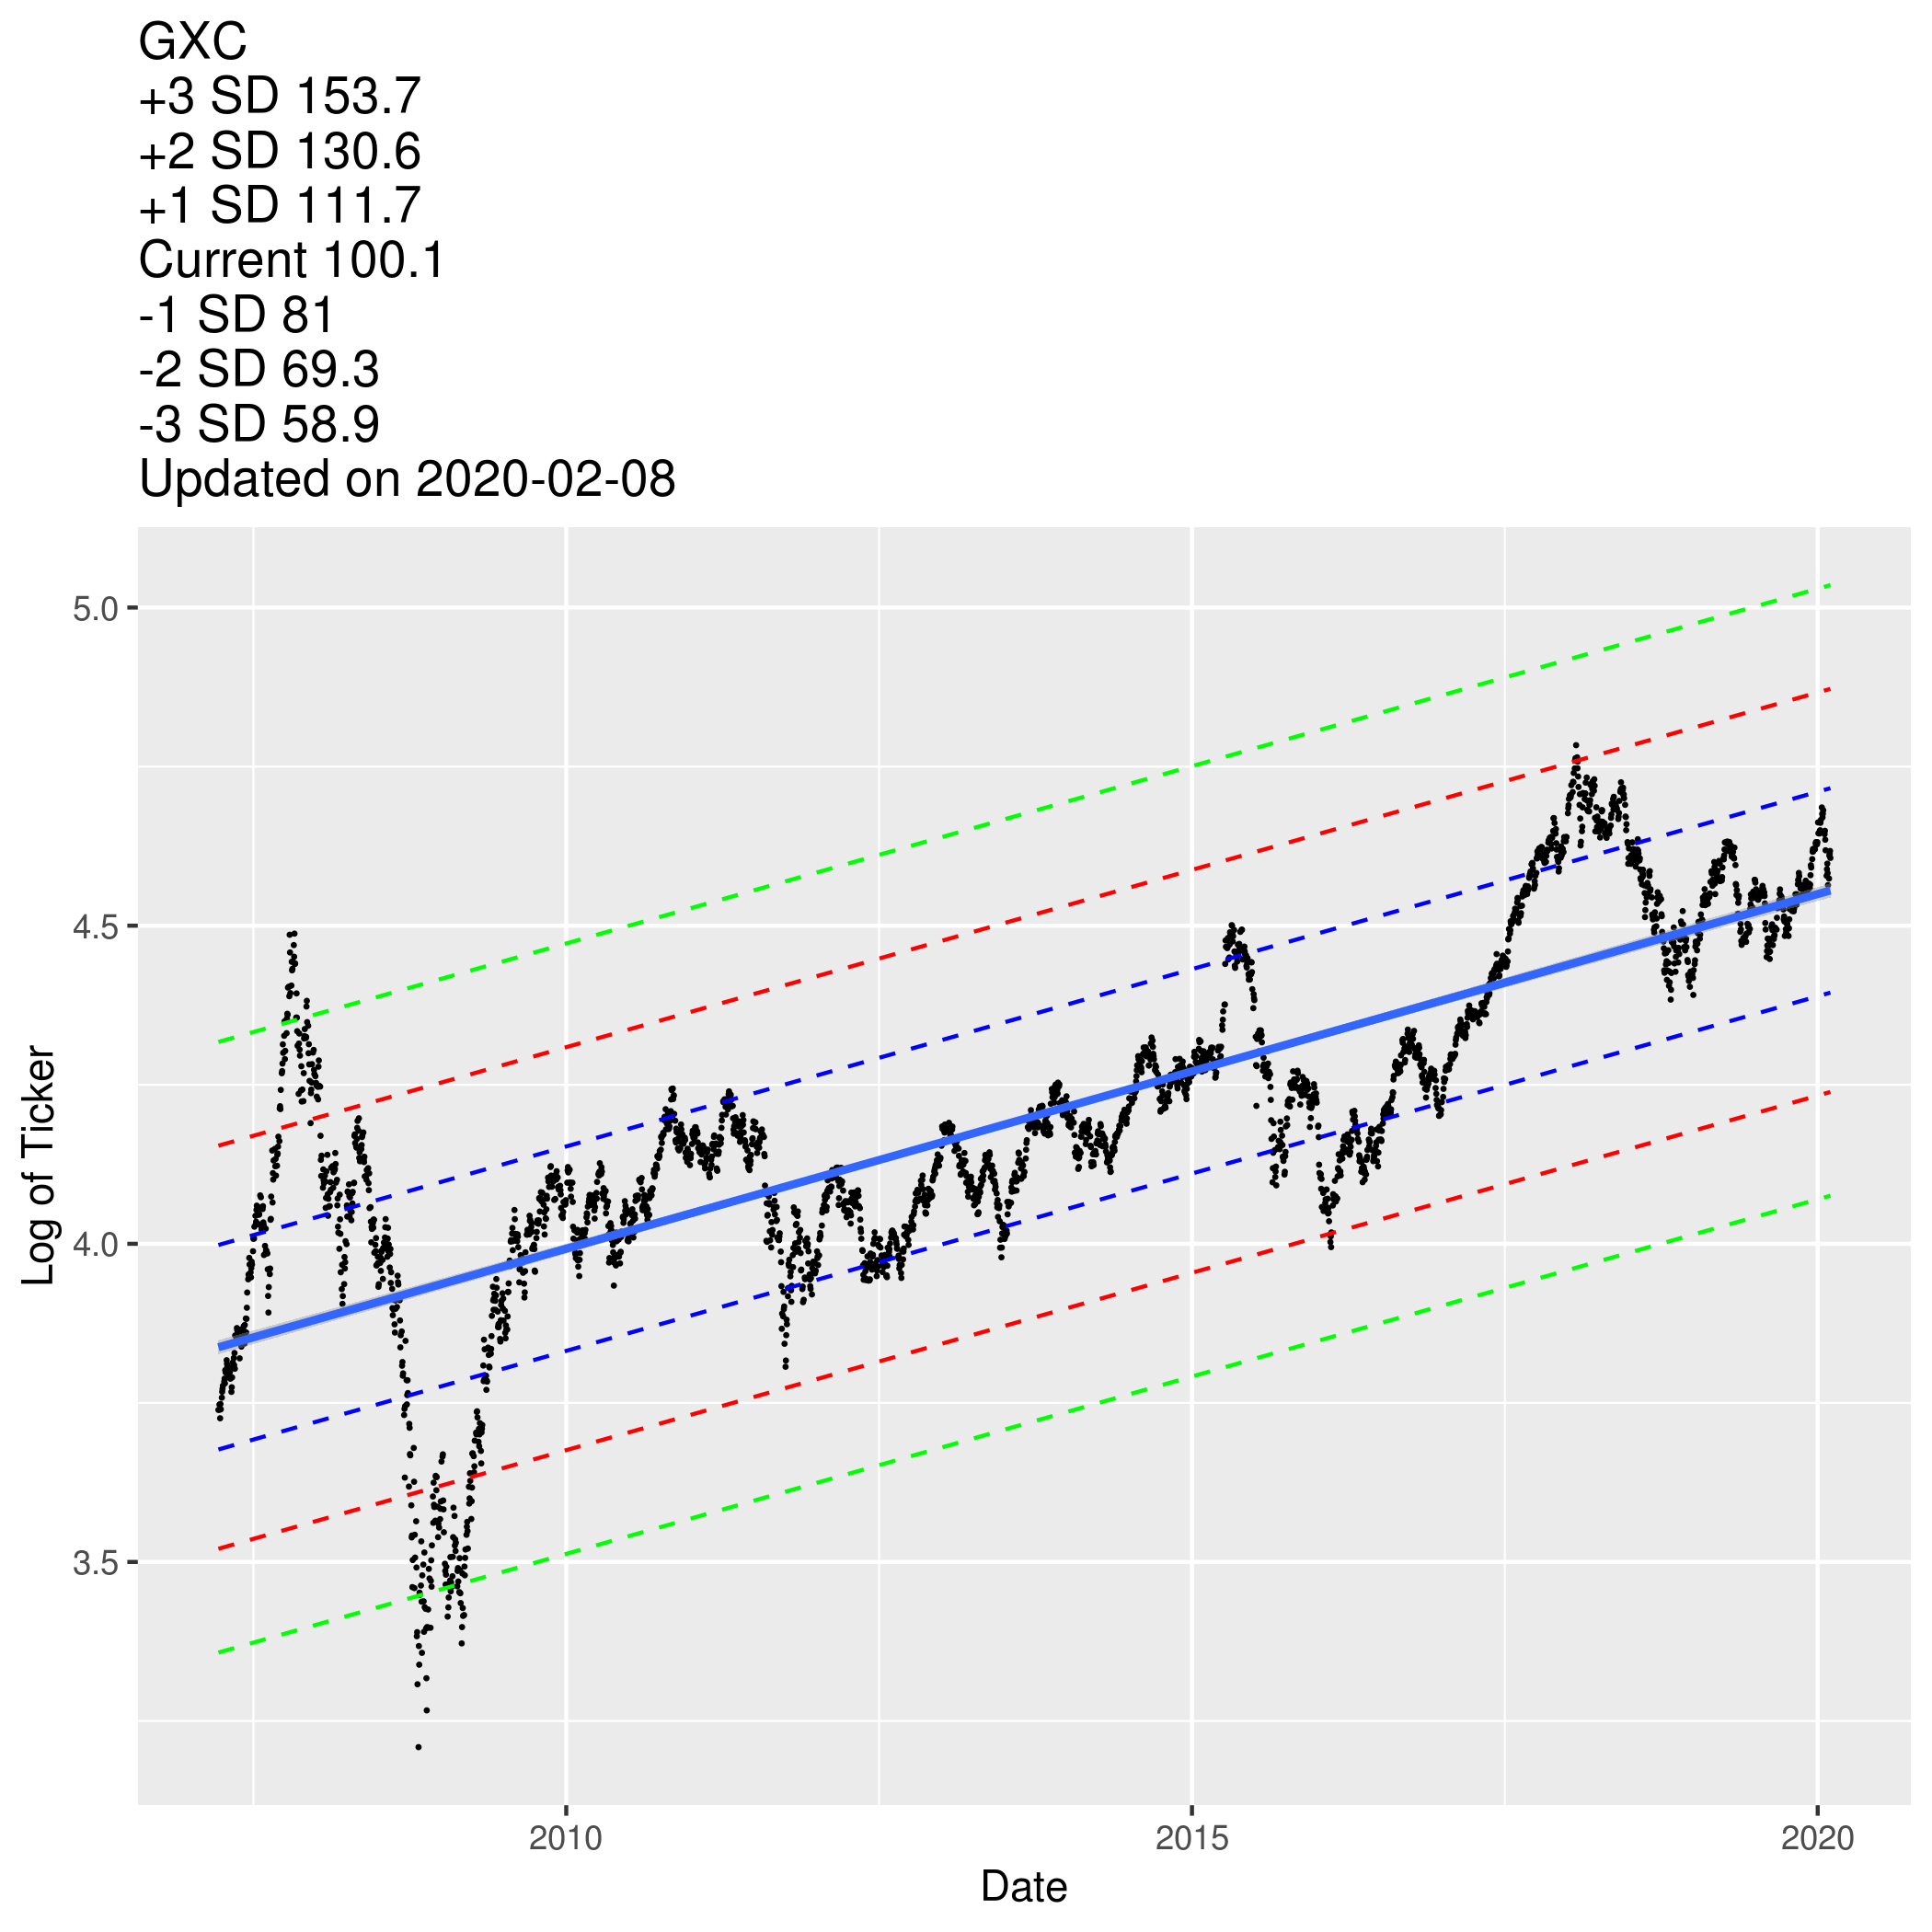 GXC
+3 SD 153.7
+2 SD 130.6
+1 SD 111.7
Current 100.1
-1 SD 81
-2 SD 69.3
-3 SD 58.9
Updated on 2020-02-08
5.0
4.5
4.0
3.5
Log of Ticker
2010
2015
2020
Date